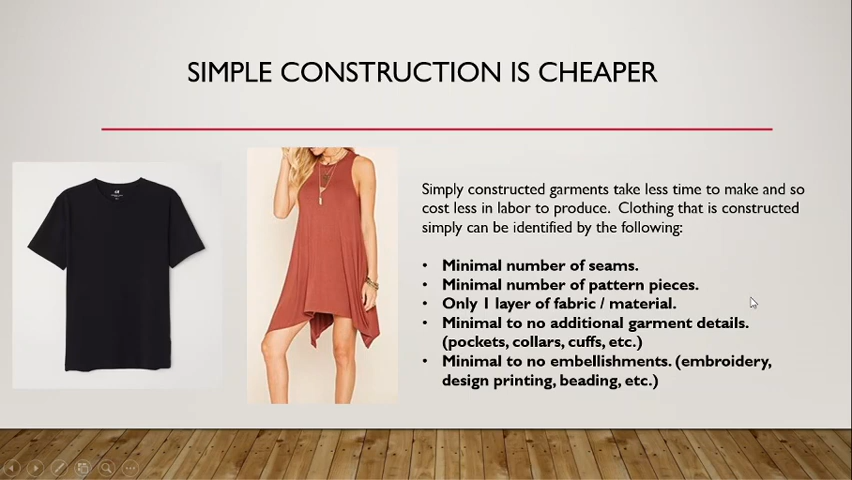 SIMPLE CONSTRUCTION IS CHEAPER
Simply constructed garments take less time to make and so
cost less in labor to produce. Clothing that is constructed
simply can be identified by the following:
• Minimal number of seams.
• Minimal number of pattern pieces.
• Only 1 layer of fabric / material.
• Minimal to no additional garment details.
(pockets, collars, cuffs, etc.)
• Minimal to no embellishments. (embroidery,
design printing, beading, etc.)